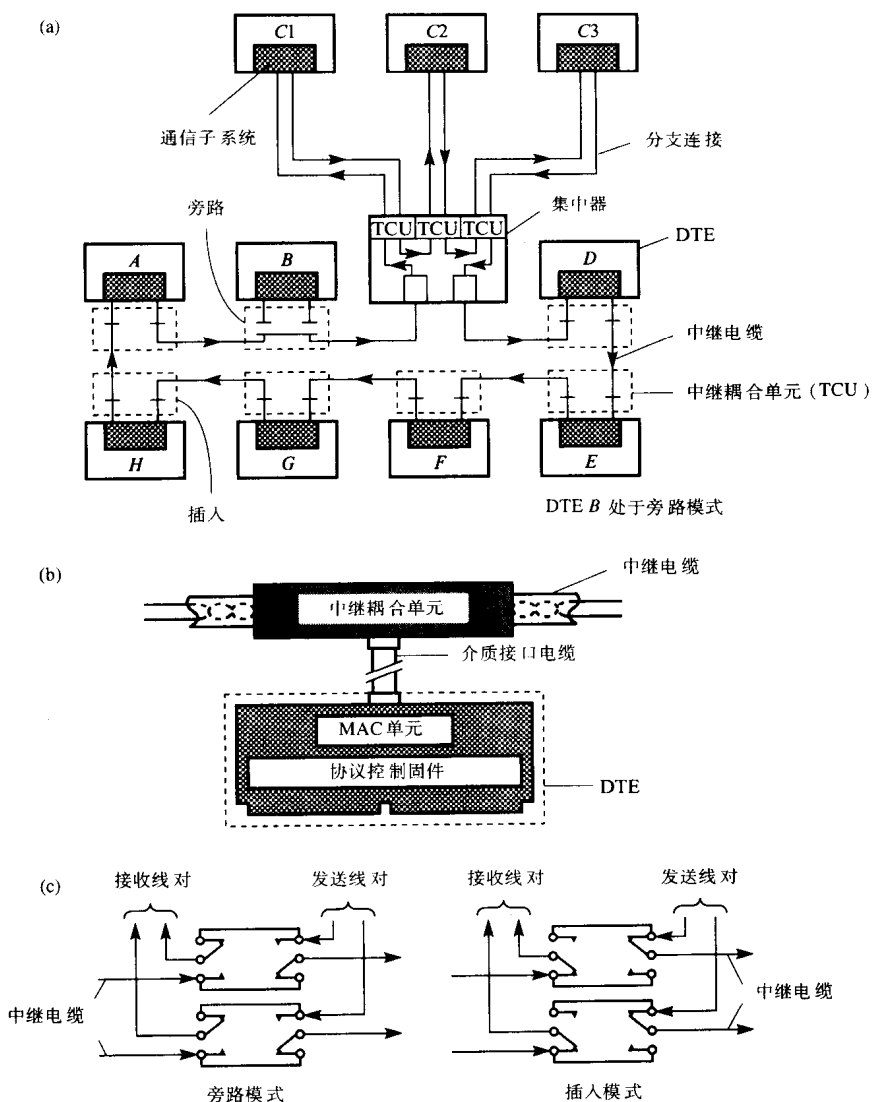 (a)
C1
C2
C3
通信子系统
分支连接
旁路
集中器
TCU TCU TCU
DTE
A
B
D
中继电缆
中继耦合单元(TCU)
H
G
F
E
插入
DTE B 处于旁路模式
(b)
中继电缆
中继耦合单元
介质接口电缆
MAC单元
协议控制固件
DTE
(c)
接收线对
发送线对
接收线对
发送线对
中继电缆
中继电缆
旁路模式
插入模式